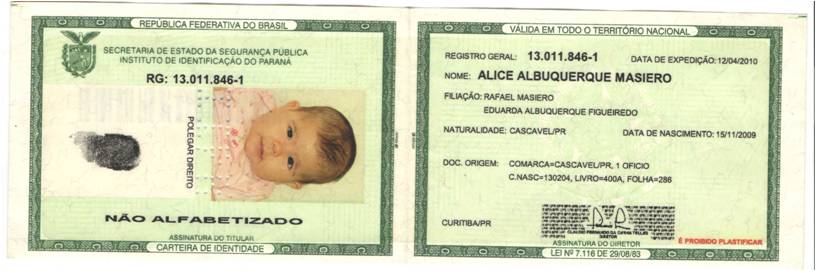 REPÚBLICA FEDERATIVA DO BRASIL
SECRETARIA DE ESTADO DA SEGURANÇA PÚBLICA
INSTITUTO DE IDENTIFICAÇÃO DO PARANÁ
RG: 13.011.846-1
POLEGAR DIREITO
NÃO ALFABETIZADO
ASSINATURA DO TITULAR
CARTEIRA DE IDENTIDADE
VÁLIDA EM TODO O TERRITÓRIO NACIONAL
REGISTRO GERAL: 13.011.846-1 DATA DE EXPEDIÇÃO: 12/04/2010
NOME: ALICE ALBUQUERQUE MASIERO
FILIAÇÃO: RAFAEL MASIERO
EDUARDA ALBUQUERQUE FIGUEIREDO
NATURALIDADE: CASCAVEL/PR DATA DE NASCIMENTO: 15/11/2009
DOC. ORIGEM: COMARCA=CASCAVEL/PR, 1 OFICIO
C.NASC=130204, LIVRO=400A, FOLHA=286
CURITIBA/PR
DIRETOR
ASSINATURA DO DIRETOR
É PROIBIDO PLASTIFICAR
LEI Nº 7.116 DE 29/08/83